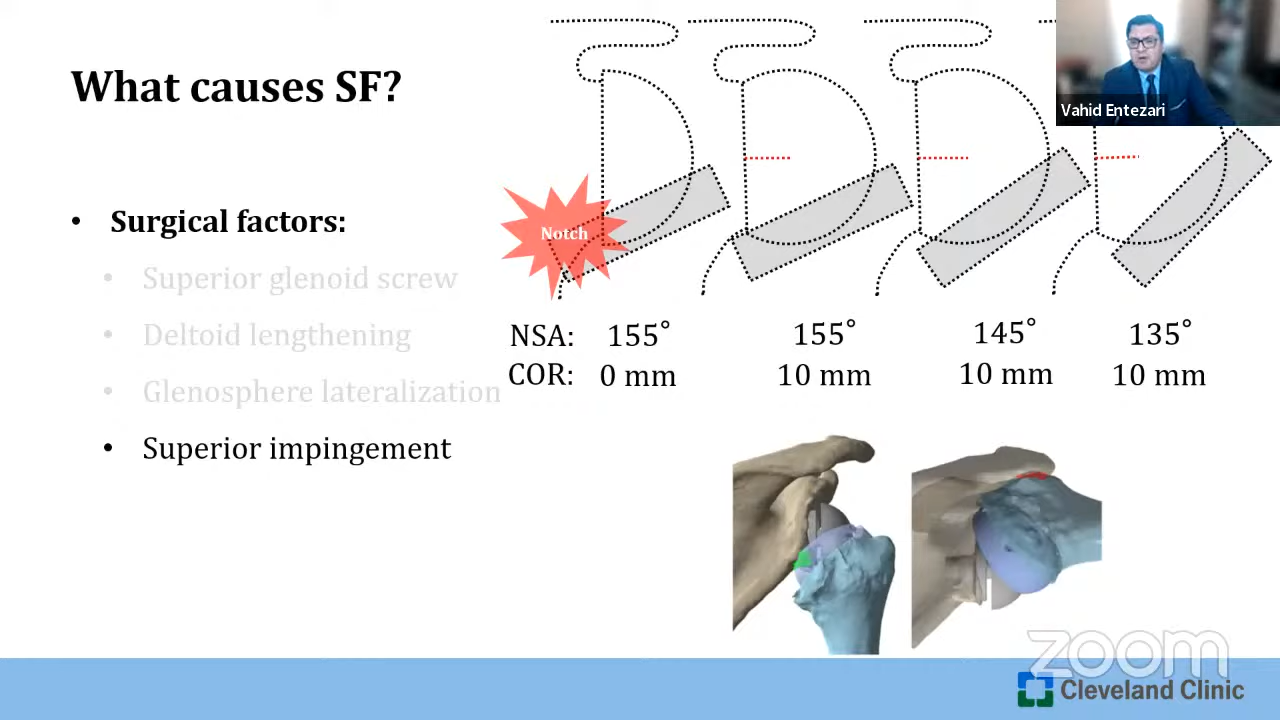 What causes SF?
Vahid Entezari
• Surgical factors:
• Superior glenoid screw
• Deltoid lengthening
• Glenosphere lateralization
• Superior impingement
Notch
NSA: 155° 155° 145° 135°
COR: 0 mm 10 mm 10 mm 10 mm
zoom
Cleveland Clinic